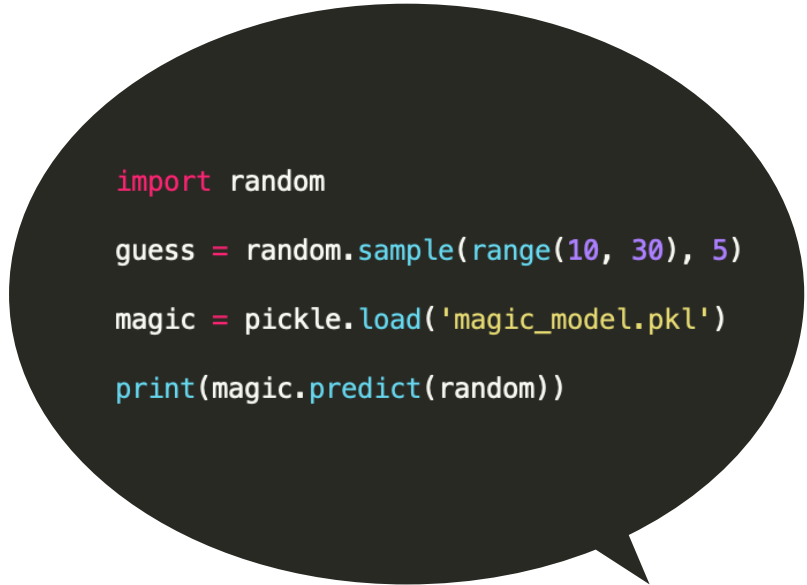 import random
guess = random.sample(range(10, 30), 5)
magic = pickle.load('magic_model.pkl')
print(magic.predict(random))